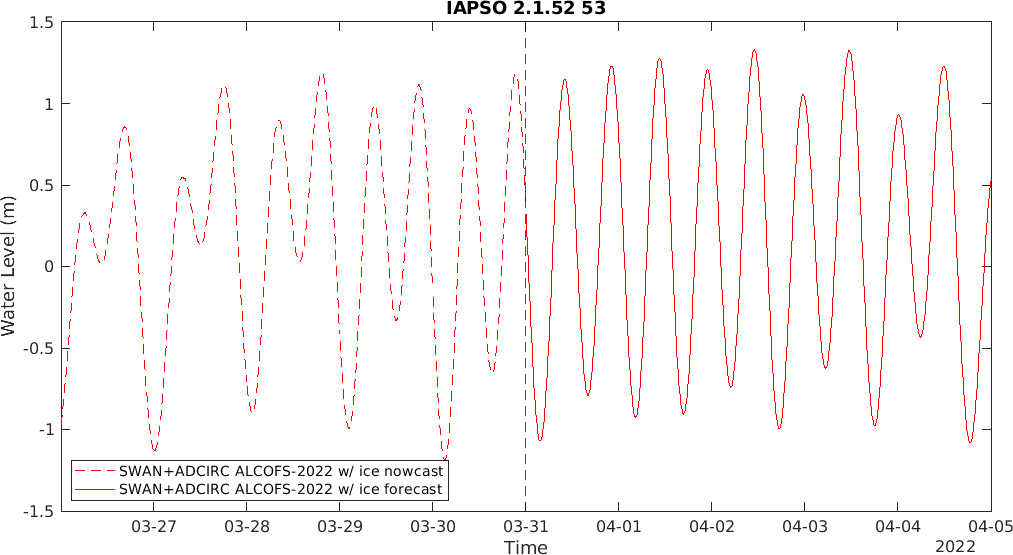 IAPSO 2.1.52 53
1.5
1
0.5
0
-0.5
-1
-1.5
Water Level (m)
SWAN+ADCIRC ALCOFS-2022 w/ ice nowcast
SWAN+ADCIRC ALCOFS-2022 w/ ice forecast
03-27 03-28 03-29 03-30 03-31 04-01 04-02 04-03 04-04 04-05
Time
2022